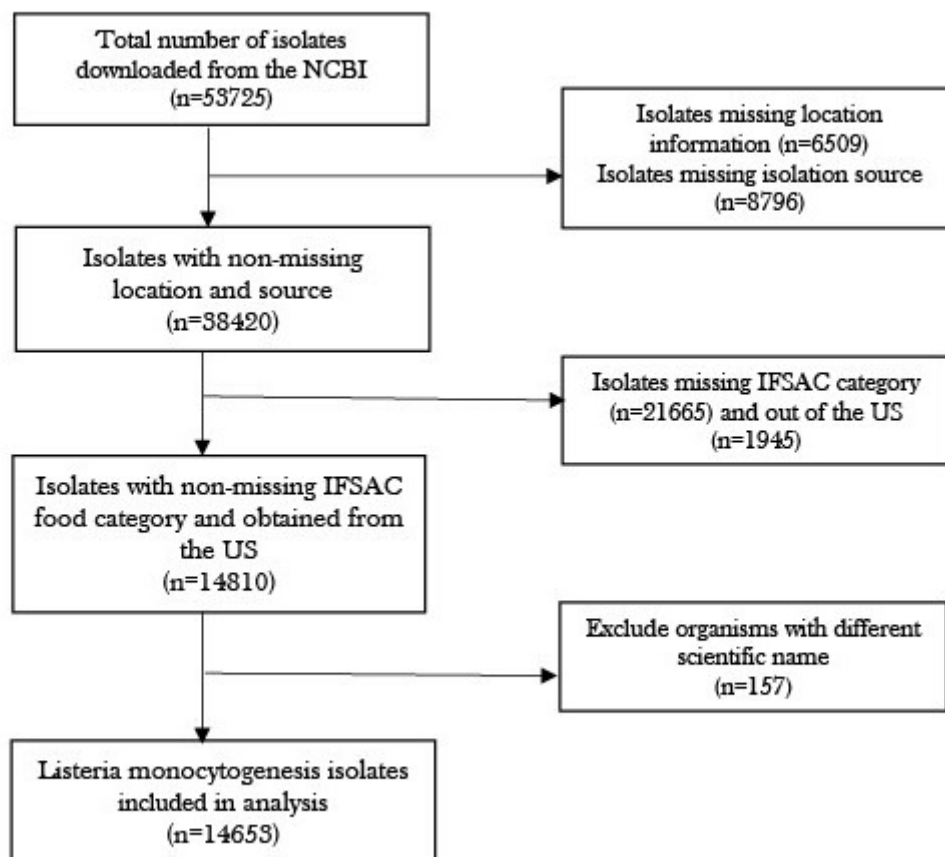 Total number of isolates
downloaded from the NCBI
(n=53725)
Isolates missing location
information (n=6509)
Isolates missing isolation source
(n=8796)
Isolates with non-missing
location and source
(n=38420)
Isolates missing IFSAC category
(n=21665) and out of the US
(n=1945)
Isolates with non-missing IFSAC
food category and obtained from
the US
(n=14810)
Exclude organisms with different
scientific name
(n=157)
Listeria monocytogenesis isolates
included in analysis
(n=14653)